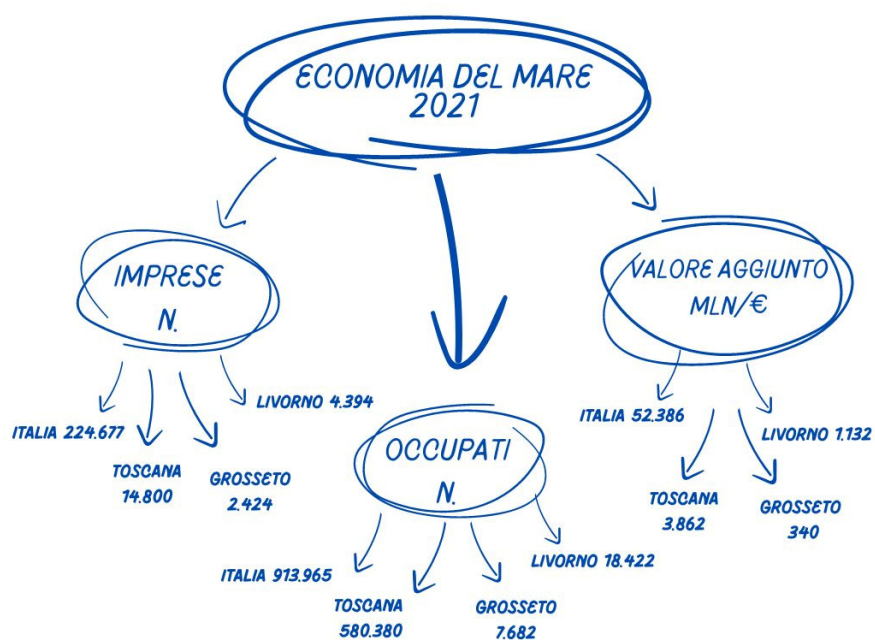 ECONOMIA DEL MARE
2021
IMPRESE
N.
ITALIA 224.677
TOSCANA
14.800
GROSSETO
2.424
LIVORNO 4.394
OCCUPATI
N.
ITALIA 913.965
TOSCANA
580.380
GROSSETO
7.682
LIVORNO 18.422
VALORE AGGIUNTO
MLN/€
ITALIA 52.386
TOSCANA
3.862
GROSSETO
340
LIVORNO 1.132